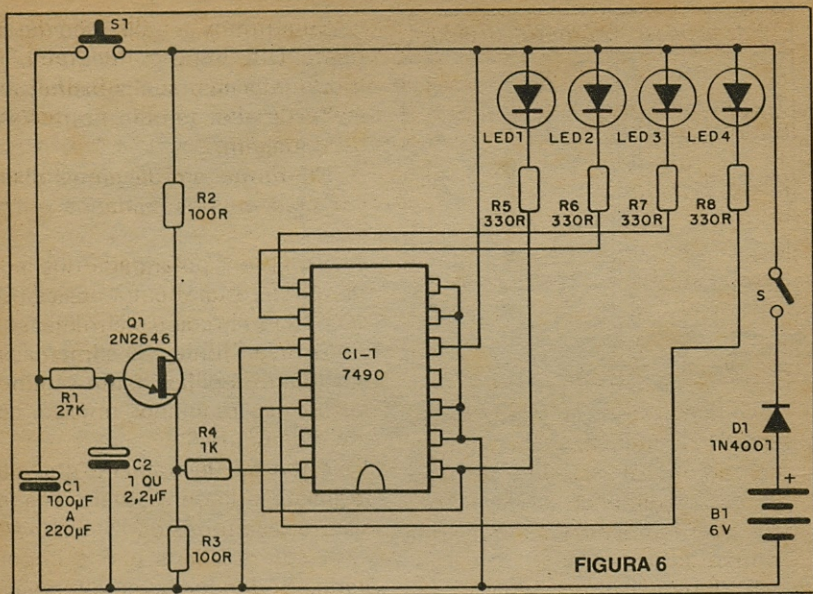 S1
LED1
LED2
LED3
LED4
R2
100R
R5
330R
R6
330R
R7
330R
R8
330R
Q1
2N2646
S
CI-1
7490
R1
27K
R4
1K
D1
1N4001
C2
1 OU
2,2µF
C1
100µF
A
220µF
+
B1
6V
R3
100R
FIGURA 6